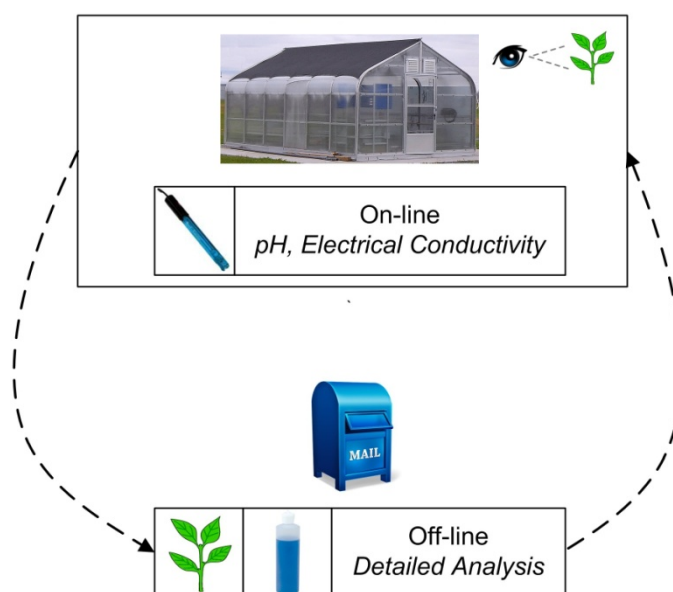 On-line
pH, Electrical Conductivity
MAIL
Off-line
Detailed Analysis